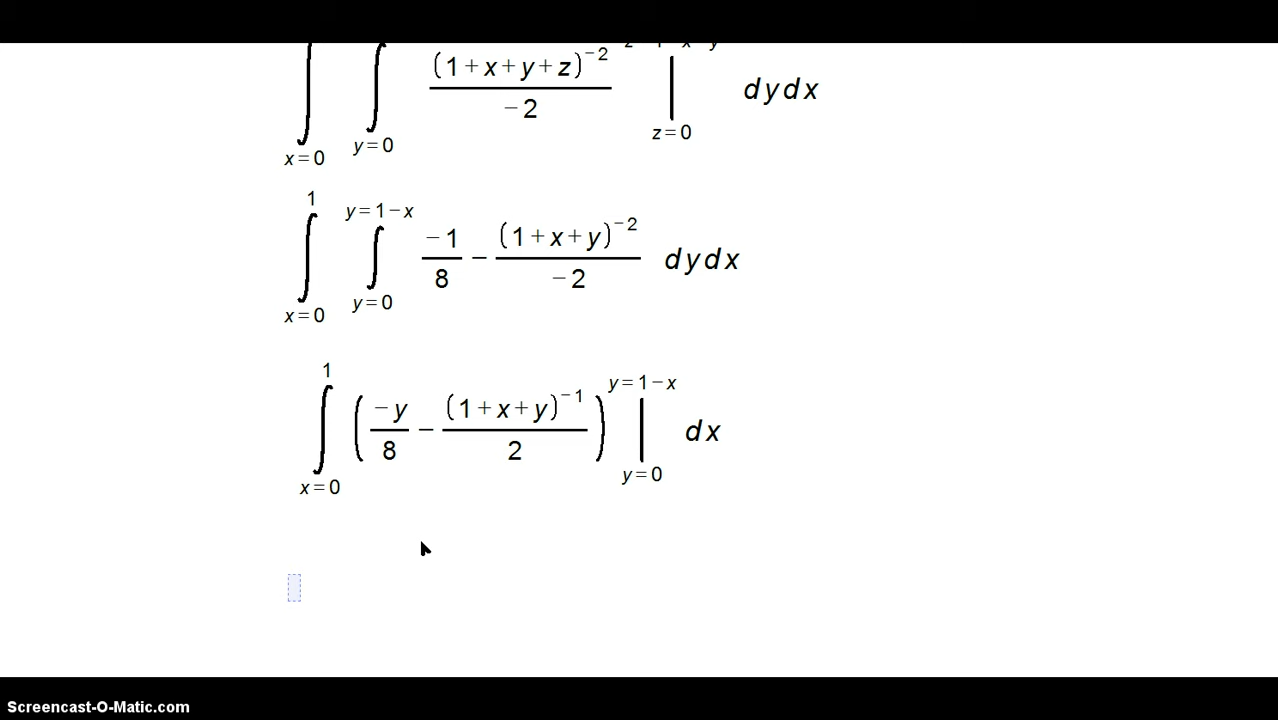 ∫_{x=0} ∫_{y=0} (1+x+y+z)^{-2} / -2 |_{z=0} dydx
∫_{x=0}^{1} ∫_{y=0}^{y=1-x} -1/8 - (1+x+y)^{-2} / -2 dydx
∫_{x=0}^{1} ( -y/8 - (1+x+y)^{-1} / 2 ) |_{y=0}^{y=1-x} dx
Screencast-O-Matic.com